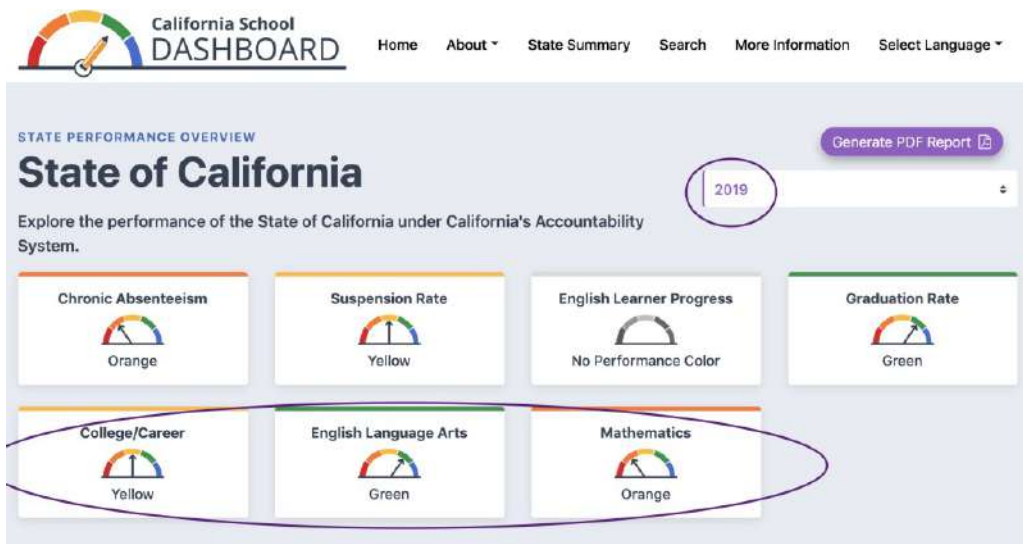 California School
DASHBOARD
Home About State Summary Search More Information Select Language
STATE PERFORMANCE OVERVIEW
Generate PDF Report
State of California
2019
Explore the performance of the State of California under California's Accountability
System.
Chronic Absenteeism
Orange
Suspension Rate
Yellow
English Learner Progress
No Performance Color
Graduation Rate
Green
College/Career
Yellow
English Language Arts
Green
Mathematics
Orange